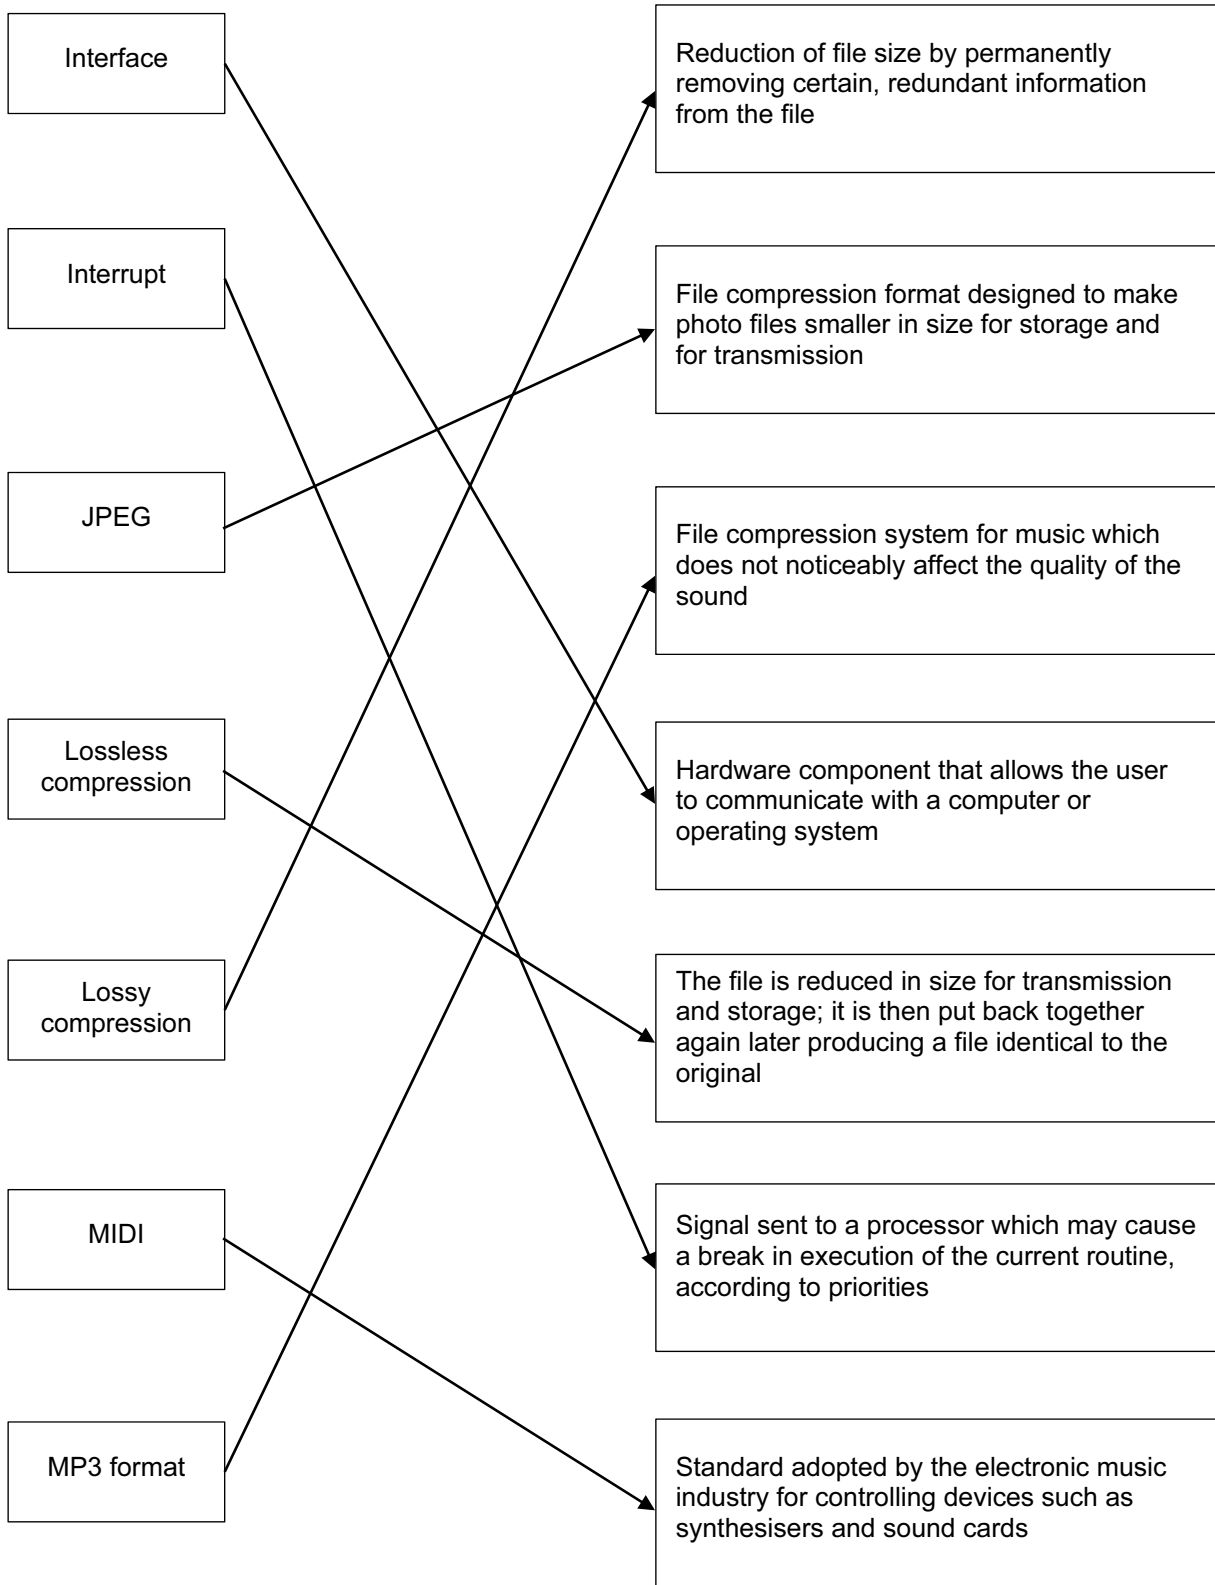 Interface
Reduction of file size by permanently
removing certain, redundant information
from the file
Interrupt
File compression format designed to make
photo files smaller in size for storage and
for transmission
JPEG
File compression system for music which
does not noticeably affect the quality of the
sound
Lossless
compression
Hardware component that allows the user
to communicate with a computer or
operating system
Lossy
compression
The file is reduced in size for transmission
and storage; it is then put back together
again later producing a file identical to the
original
MIDI
Signal sent to a processor which may cause
a break in execution of the current routine,
according to priorities
MP3 format
Standard adopted by the electronic music
industry for controlling devices such as
synthesisers and sound cards